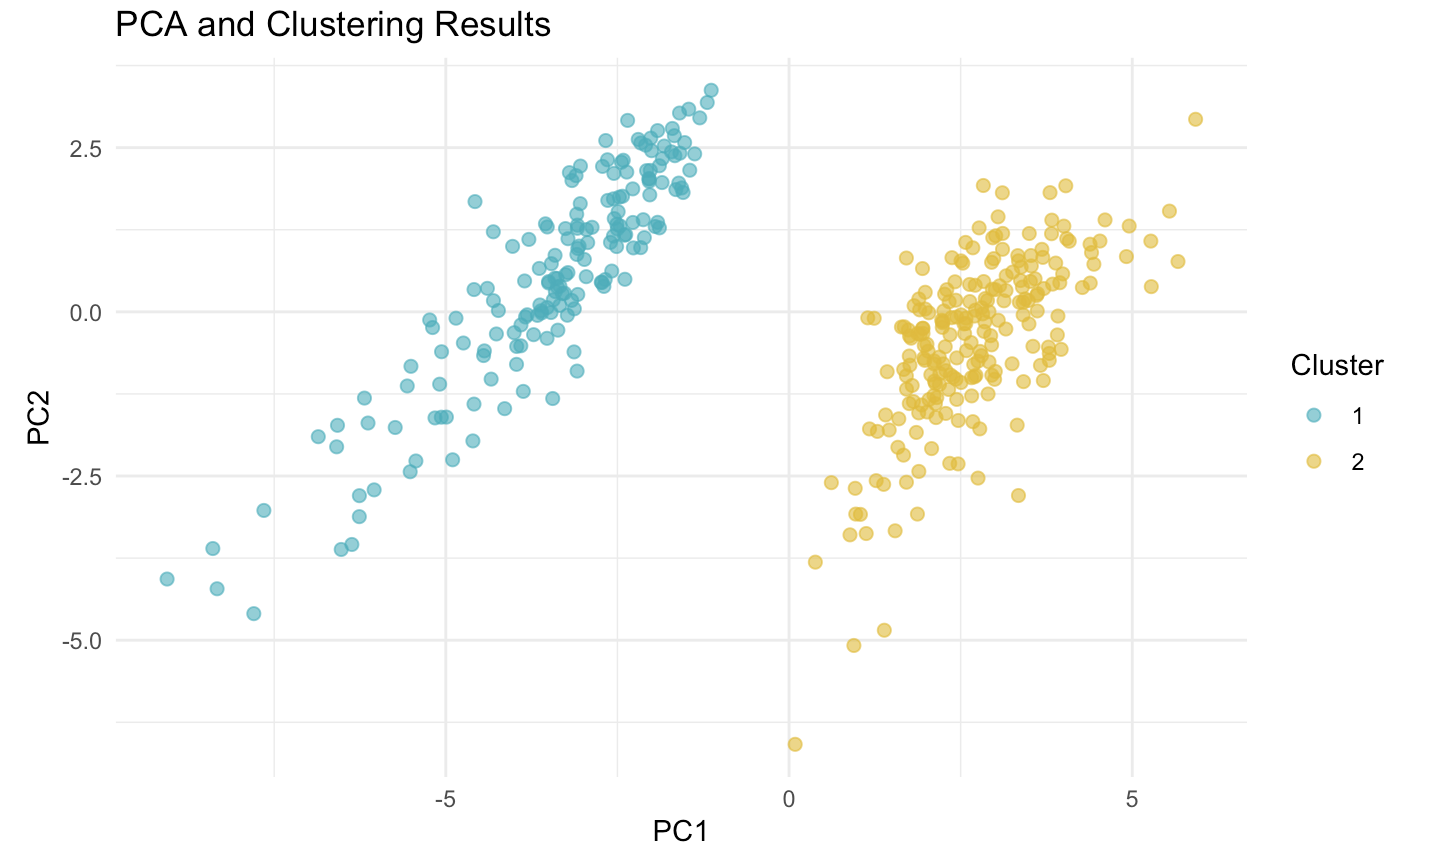 PCA and Clustering Results
PC2
2.5
0.0
-2.5
-5.0
-5
0
5
PC1
Cluster
1
2